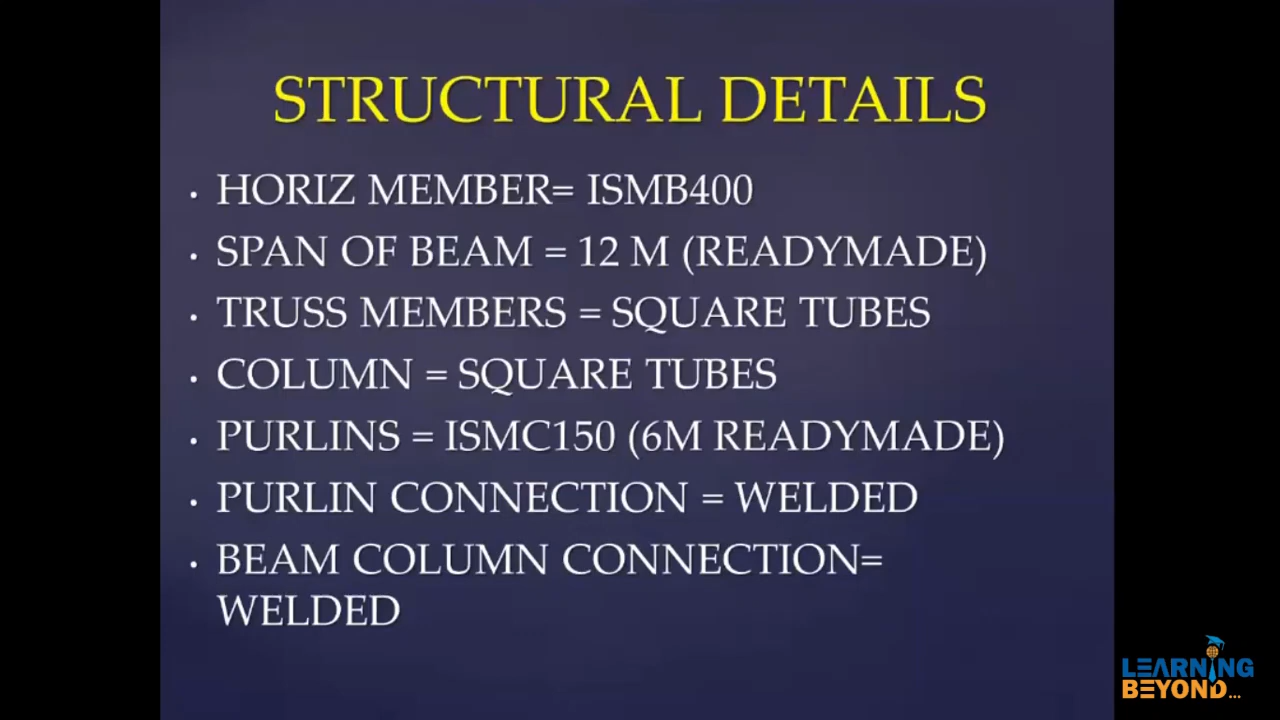 STRUCTURAL DETAILS
• HORIZ MEMBER= ISMB400
• SPAN OF BEAM = 12 M (READYMADE)
• TRUSS MEMBERS = SQUARE TUBES
• COLUMN = SQUARE TUBES
• PURLINS = ISMC150 (6M READYMADE)
• PURLIN CONNECTION = WELDED
• BEAM COLUMN CONNECTION=
WELDED
LEARNING
BEYOND...